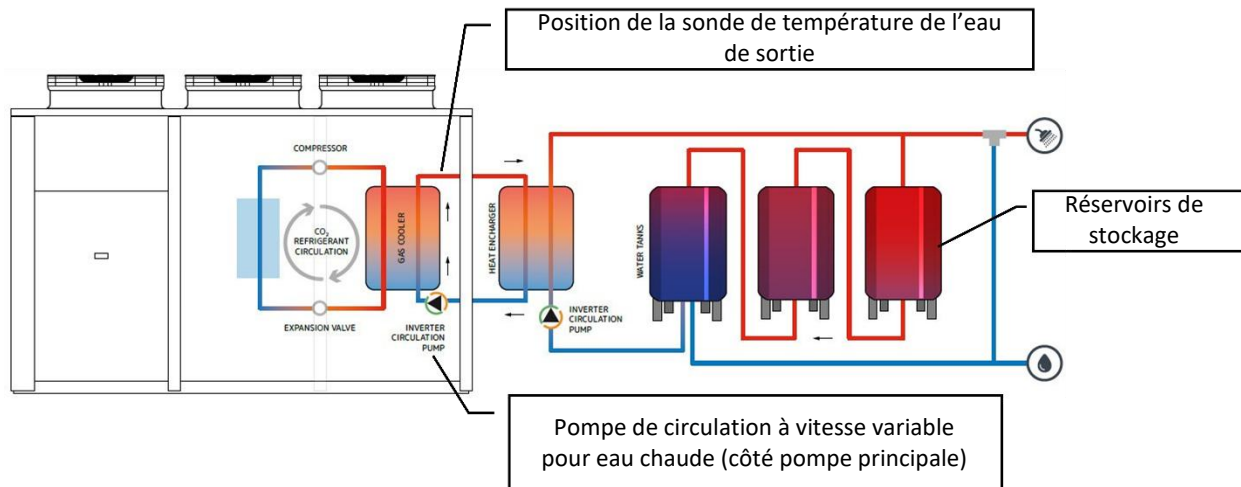 Position de la sonde de température de l’eau
de sortie
COMPRESSOR
CO2
REFRIGERANT
CIRCULATION
EXPANSION VALVE
GAS COOLER
INVERTER
CIRCULATION
PUMP
HEAT ENCHARGER
INVERTER
CIRCULATION
PUMP
WATER TANKS
Réservoirs de
stockage
Pompe de circulation à vitesse variable
pour eau chaude (côté pompe principale)